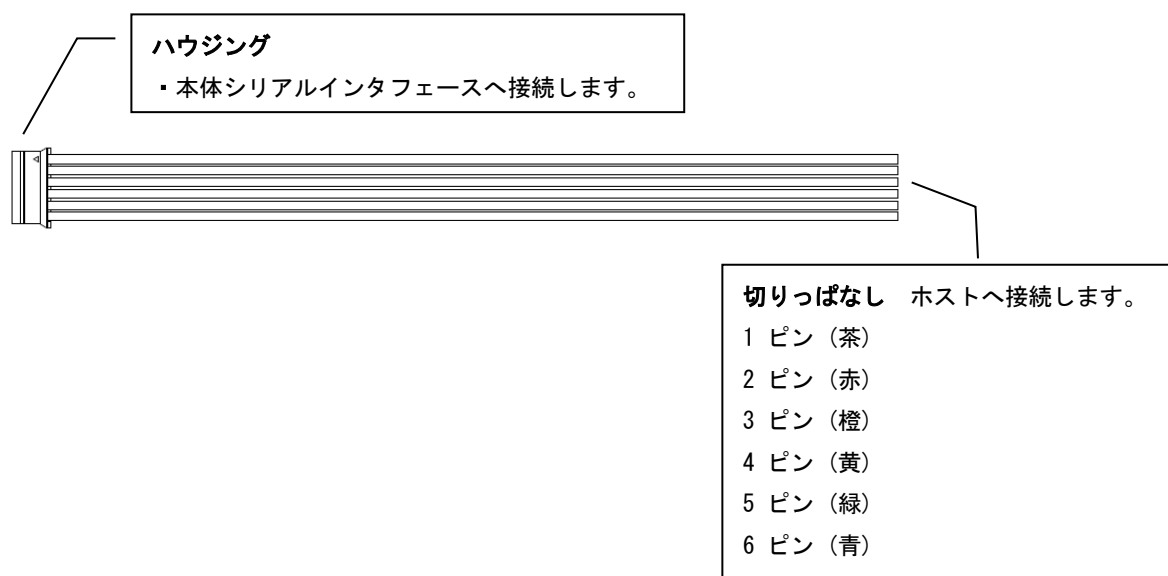 ハウジング
・本体シリアルインタフェースへ接続します。
切りっぱなし　ホストへ接続します。
1 ピン（茶）
2 ピン（赤）
3 ピン（橙）
4 ピン（黄）
5 ピン（緑）
6 ピン（青）